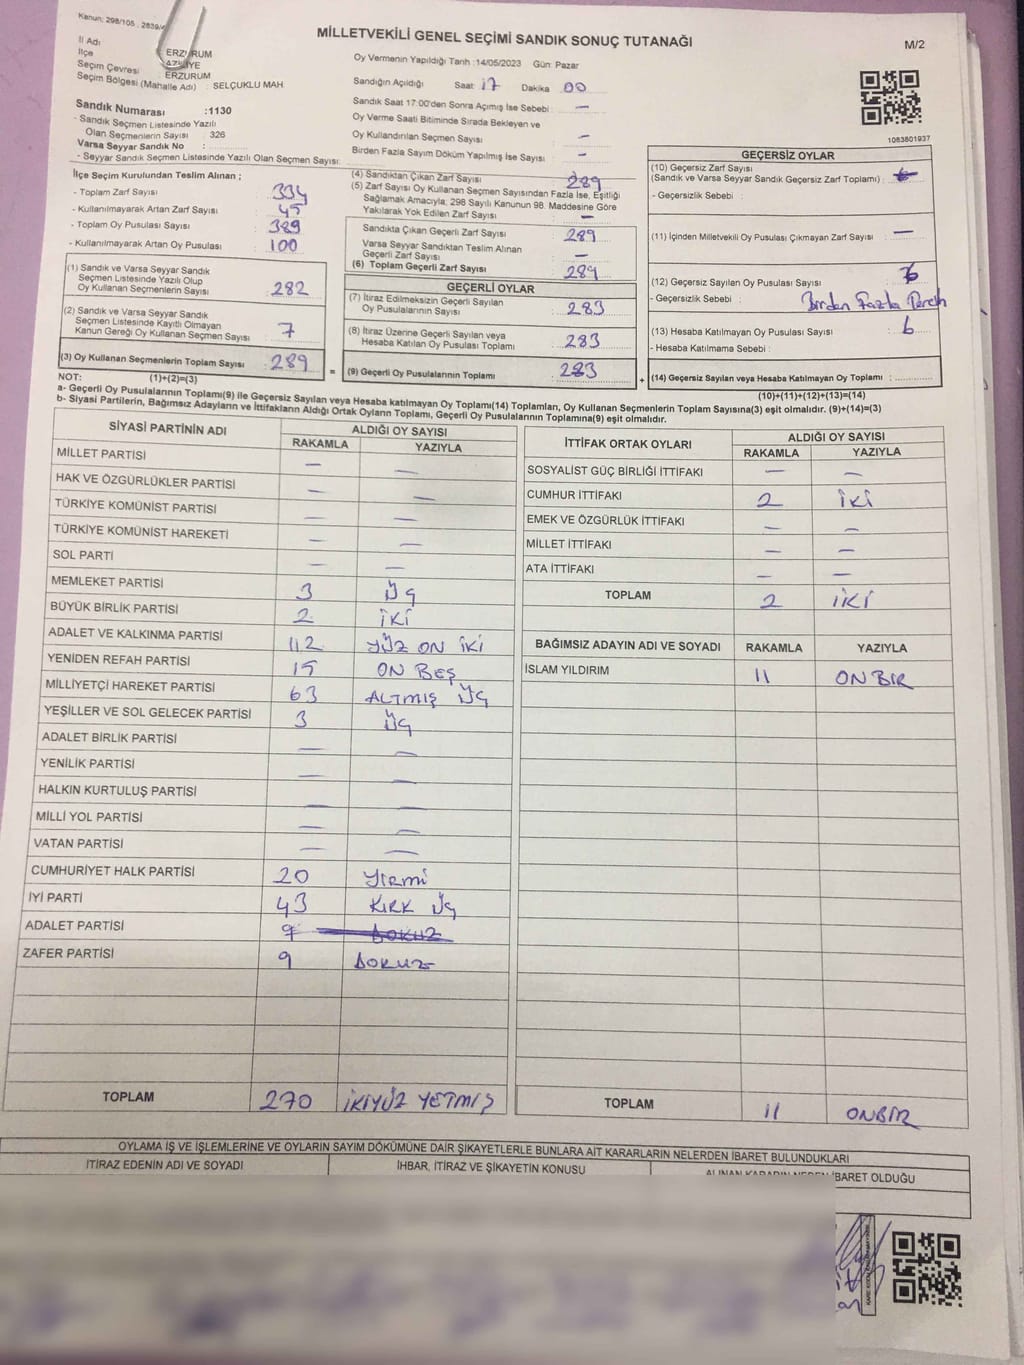 Kanun: 298/105 , 2839/
MİLLETVEKİLİ GENEL SEÇİMİ SANDIK SONUÇ TUTANAĞI
M/2
İl Adı ERZURUM
İlçe AZİZİYE
Seçim Çevresi ERZURUM
Seçim Bölgesi (Mahalle Adı) : SELÇUKLU MAH
Sandık Numarası :1130
- Sandık Seçmen Listesinde Yazılı
Olan Seçmenlerin Sayısı : 326
Varsa Seyyar Sandık No :
- Seyyar Sandık Seçmen Listesinde Yazılı Olan Seçmen Sayısı:
Oy Vermenin Yapıldığı Tarih :14/05/2023 Gün: Pazar
Sandığın Açıldığı Saat 17 Dakika 00
Sandık Saat 17:00'den Sonra Açımış İse Sebebi : —
Oy Verme Saati Bitiminde Sırada Bekleyen ve
Oy Kullandırılan Seçmen Sayısı : —
Birden Fazla Sayım Döküm Yapılmış İse Sayısı : —
1083801937
İlçe Seçim Kurulundan Teslim Alınan ;
- Toplam Zarf Sayısı : 334
- Kullanılmayarak Artan Zarf Sayısı : 45
- Toplam Oy Pusulası Sayısı : 389
- Kullanılmayarak Artan Oy Pusulası : 100
(1) Sandık ve Varsa Seyyar Sandık
Seçmen Listesinde Yazılı Olup
Oy Kullanan Seçmenlerin Sayısı : 282
(2) Sandık ve Varsa Seyyar Sandık
Seçmen Listesinde Kayıtlı Olmayan
Kanun Gereği Oy Kullanan Seçmen Sayısı : 7
(3) Oy Kullanan Seçmenlerin Toplam Sayısı : 289
(4) Sandıktan Çıkan Zarf Sayısı : 289
(5) Zarf Sayısı Oy Kullanan Seçmen Sayısından Fazla İse, Eşitliği
Sağlamak Amacıyla; 298 Sayılı Kanunun 98. Maddesine Göre
Yakılarak Yok Edilen Zarf Sayısı : —
Sandıkta Çıkan Geçerli Zarf Sayısı : 289
Varsa Seyyar Sandıktan Teslim Alınan
Geçerli Zarf Sayısı : —
(6) Toplam Geçerli Zarf Sayısı : 289
GEÇERLİ OYLAR
(7) İtiraz Edilmeksizin Geçerli Sayılan
Oy Pusulalarının Sayısı : 283
(8) İtiraz Üzerine Geçerli Sayılan veya
Hesaba Katılan Oy Pusulası Toplamı : 283
= (9) Geçerli Oy Pusulalarının Toplamı : 283
GEÇERSİZ OYLAR
(10) Geçersiz Zarf Sayısı
(Sandık ve Varsa Seyyar Sandık Geçersiz Zarf Toplamı) :
- Geçersizlik Sebebi :
(11) İçinden Milletvekili Oy Pusulası Çıkmayan Zarf Sayısı : —
(12) Geçersiz Sayılan Oy Pusulası Sayısı : 6
- Geçersizlik Sebebi : Birden Fazla Tercih
(13) Hesaba Katılmayan Oy Pusulası Sayısı : 6
- Hesaba Katılmama Sebebi :
+ (14) Geçersiz Sayılan veya Hesaba Katılmayan Oy Toplamı :
NOT: (1)+(2)=(3)
(10)+(11)+(12)+(13)=(14)
a- Geçerli Oy Pusulalarının Toplamı(9) ile Geçersiz Sayılan veya Hesaba katılmayan Oy Toplamı(14) Toplamları, Oy Kullanan Seçmenlerin Toplam Sayısına(3) eşit olmalıdır. (9)+(14)=(3)
b- Siyasi Partilerin, Bağımsız Adayların ve İttifakların Aldığı Ortak Oyların Toplamı, Geçerli Oy Pusulalarının Toplamına(9) eşit olmalıdır.
SİYASİ PARTİNİN ADI ALDIĞI OY SAYISI
RAKAMLA YAZIYLA
MİLLET PARTİSİ — —
HAK VE ÖZGÜRLÜKLER PARTİSİ — —
TÜRKİYE KOMÜNİST PARTİSİ — —
TÜRKİYE KOMÜNİST HAREKETİ — —
SOL PARTİ — —
MEMLEKET PARTİSİ 3 Üç
BÜYÜK BİRLİK PARTİSİ 2 İKİ
ADALET VE KALKINMA PARTİSİ 112 YÜZ ON İKİ
YENİDEN REFAH PARTİSİ 15 ON BEŞ
MİLLİYETÇİ HAREKET PARTİSİ 63 ALTMIŞ ÜÇ
YEŞİLLER VE SOL GELECEK PARTİSİ 3 Üç
ADALET BİRLİK PARTİSİ — —
YENİLİK PARTİSİ — —
HALKIN KURTULUŞ PARTİSİ — —
MİLLİ YOL PARTİSİ — —
VATAN PARTİSİ — —
CUMHURİYET HALK PARTİSİ 20 Yirmi
İYİ PARTİ 43 KIRK ÜÇ
ADALET PARTİSİ 9 DOKUZ
ZAFER PARTİSİ 9 DOKUZ
TOPLAM 270 İKİYÜZ YETMİŞ
İTTİFAK ORTAK OYLARI ALDIĞI OY SAYISI
RAKAMLA YAZIYLA
SOSYALİST GÜÇ BİRLİĞİ İTTİFAKI — —
CUMHUR İTTİFAKI 2 İKİ
EMEK VE ÖZGÜRLÜK İTTİFAKI — —
MİLLET İTTİFAKI — —
ATA İTTİFAKI — —
TOPLAM 2 İKİ
BAĞIMSIZ ADAYIN ADI VE SOYADI RAKAMLA YAZIYLA
İSLAM YILDIRIM 11 ONBİR
TOPLAM 11 ONBİR
OYLAMA İŞ VE İŞLEMLERİNE VE OYLARIN SAYIM DÖKÜMÜNE DAİR ŞİKAYETLERLE BUNLARA AİT KARARLARIN NELERDEN İBARET BULUNDUKLARI
İTİRAZ EDENİN ADI VE SOYADI İHBAR, İTİRAZ VE ŞİKAYETİN KONUSU ALINAN KARARIN NEDEN İBARET OLDUĞU